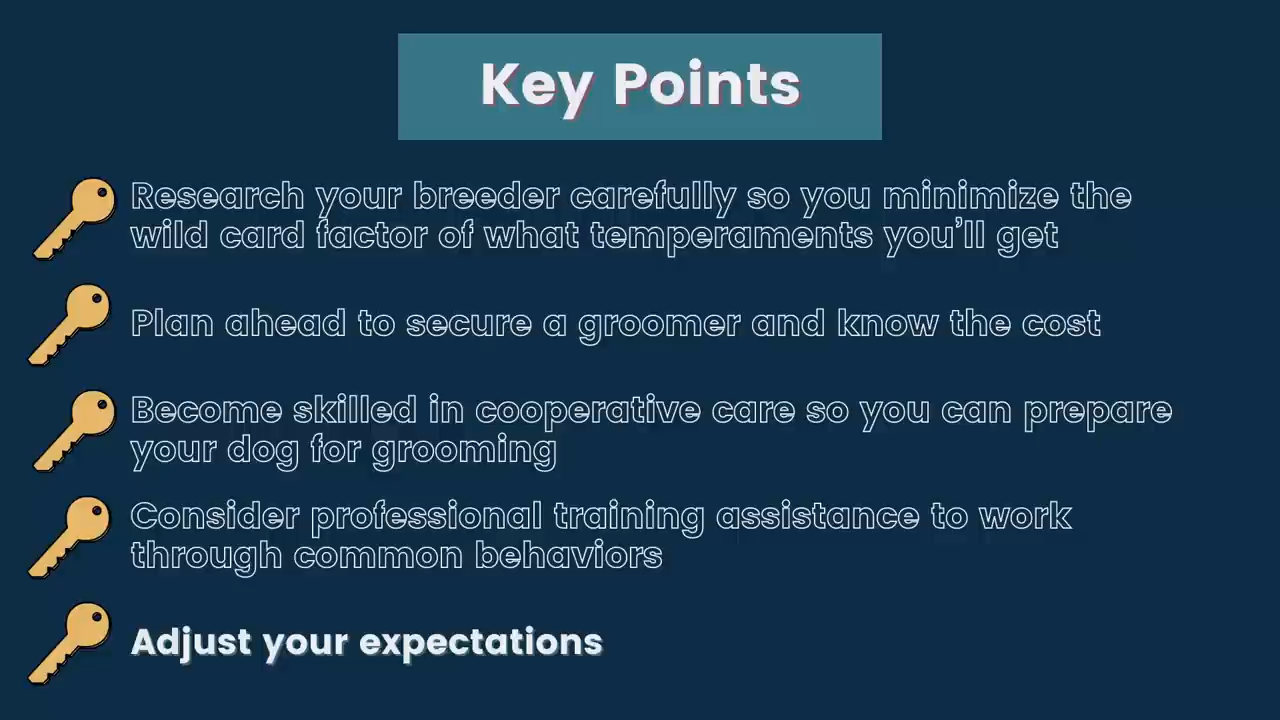 Key Points
Research your breeder carefully so you minimize the
wild card factor of what temperaments you’ll get
Plan ahead to secure a groomer and know the cost
Become skilled in cooperative care so you can prepare
your dog for grooming
Consider professional training assistance to work
through common behaviors
Adjust your expectations